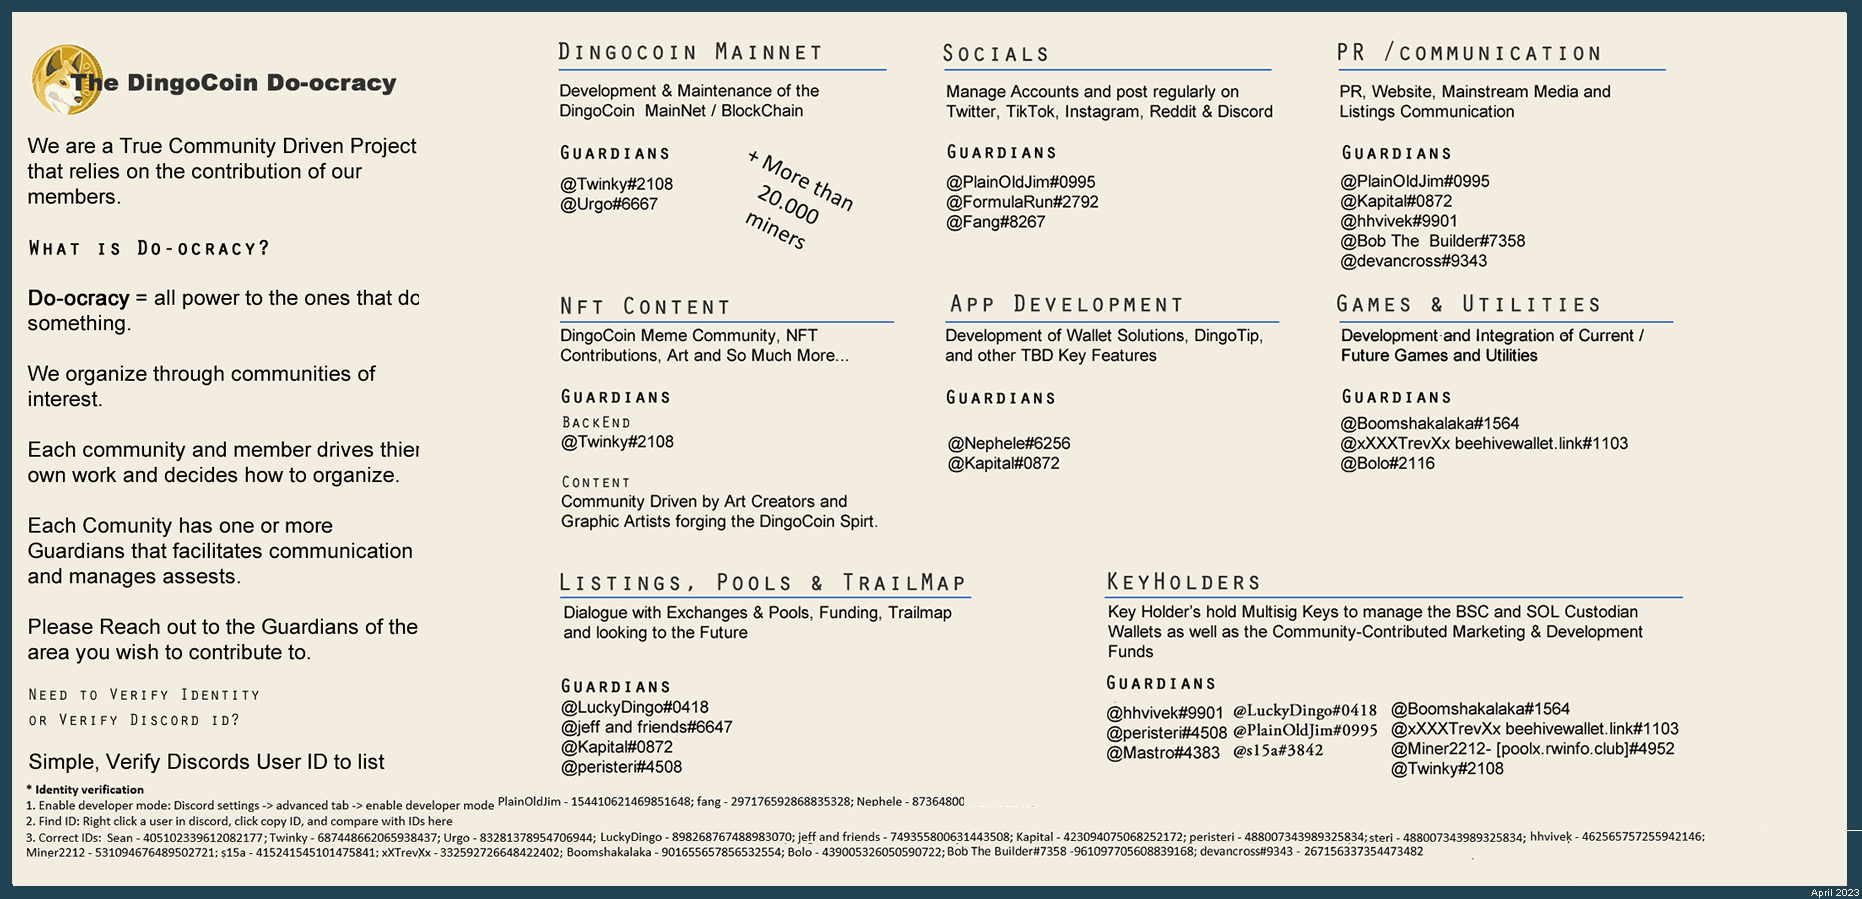 The DingoCoin Do-ocracy
We are a True Community Driven Project
that relies on the contribution of our
members.
What is Do-ocracy?
Do-ocracy = all power to the ones that do
something.
We organize through communities of
interest.
Each community and member drives thier
own work and decides how to organize.
Each Comunity has one or more
Guardians that facilitates communication
and manages assests.
Please Reach out to the Guardians of the
area you wish to contribute to.
Need to Verify Identity
or Verify Discord id?
Simple, Verify Discords User ID to list
Dingocoin Mainnet
Development & Maintenance of the
DingoCoin MainNet / BlockChain
Guardians
@Twinky#2108
@Urgo#6667
+ More than
20.000
miners
Socials
Manage Accounts and post regularly on
Twitter, TikTok, Instagram, Reddit & Discord
Guardians
@PlainOldJim#0995
@FormulaRun#2792
@Fang#8267
PR /communication
PR, Website, Mainstream Media and
Listings Communication
Guardians
@PlainOldJim#0995
@Kapital#0872
@hhvivek#9901
@Bob The Builder#7358
@devancross#9343
Nft Content
DingoCoin Meme Community, NFT
Contributions, Art and So Much More...
Guardians
BackEnd
@Twinky#2108
Content
Community Driven by Art Creators and
Graphic Artists forging the DingoCoin Spirt.
App Development
Development of Wallet Solutions, DingoTip,
and other TBD Key Features
Guardians
@Nephele#6256
@Kapital#0872
Games & Utilities
Development and Integration of Current /
Future Games and Utilities
Guardians
@Boomshakalaka#1564
@xXXXTrevXx beehivewallet.link#1103
@Bolo#2116
Listings, Pools & TrailMap
Dialogue with Exchanges & Pools, Funding, Trailmap
and looking to the Future
Guardians
@LuckyDingo#0418
@jeff and friends#6647
@Kapital#0872
@peristeri#4508
KeyHolders
Key Holder's hold Multisig Keys to manage the BSC and SOL Custodian
Wallets as well as the Community-Contributed Marketing & Development
Funds
Guardians
@hhvivek#9901
@peristeri#4508
@Mastro#4383
@LuckyDingo#0418
@PlainOldJim#0995
@s15a#3842
@Boomshakalaka#1564
@xXXXTrevXx beehivewallet.link#1103
@Miner2212- [poolx.rwinfo.club]#4952
@Twinky#2108
* Identity verification
1. Enable developer mode: Discord settings -> advanced tab -> enable developer mode PlainOldJim - 154410621469851648; fang - 297176592868835328; Nephele - 87364800
2. Find ID: Right click a user in discord, click copy ID, and compare with IDs here
3. Correct IDs: Sean - 405102339612082177; Twinky - 687448662065938437; Urgo - 83281378954706944; LuckyDingo - 898268767488983070; jeff and friends - 749355800631443508; Kapital - 423094075068252172; peristeri - 488007343989325834; steri - 488007343989325834; hhvivek - 462565757255942146;
Miner2212 - 531094676489502721; s15a - 415241545101475841; xXTrevXx - 332592726648422402; Boomshakalaka - 901655657856532554; Bolo - 439005326050590722; Bob The Builder#7358 -961097705608839168; devancross#9343 - 267156337354473482
April 2023